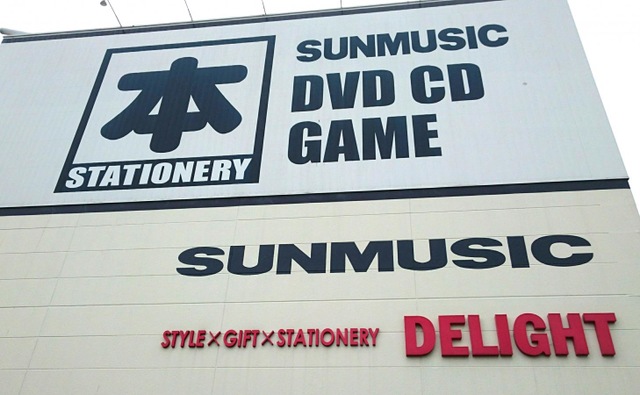 本
STATIONERY
SUNMUSIC
DVD CD
GAME
SUNMUSIC
STYLE×GIFT×STATIONERY DELIGHT